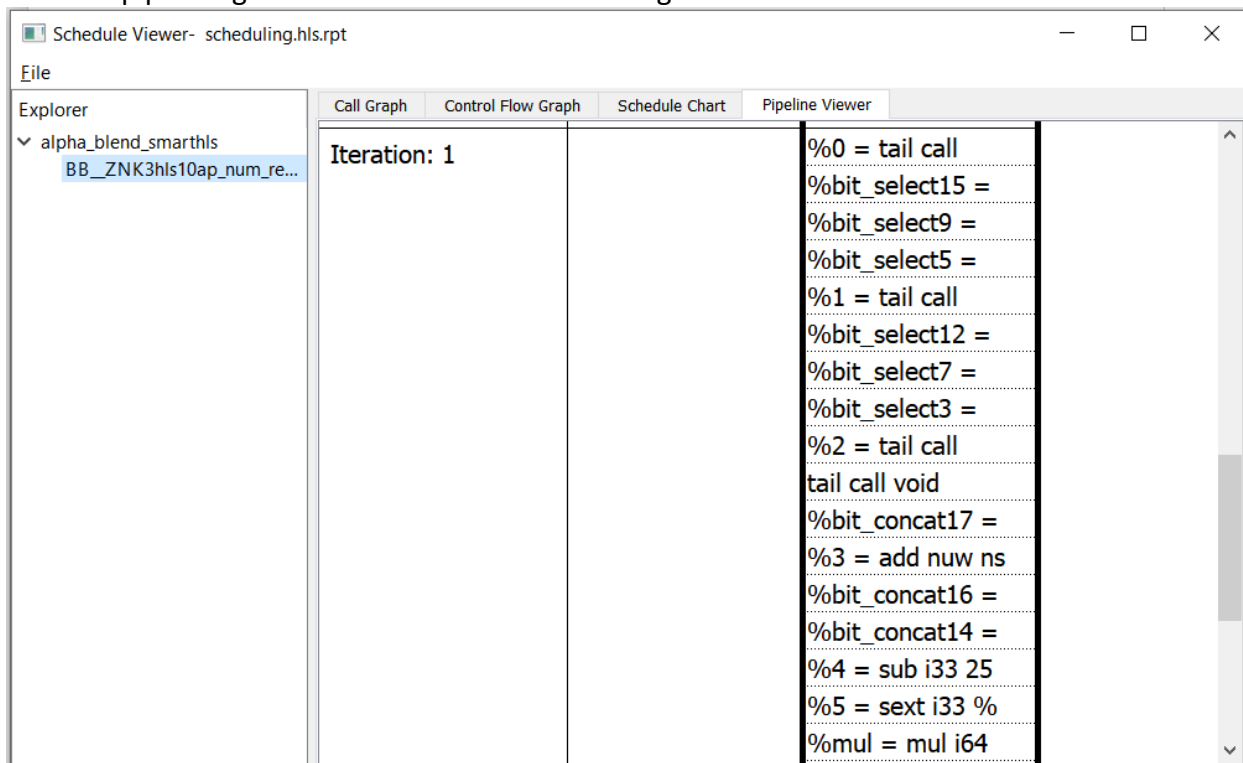 Schedule Viewer-  scheduling.hls.rpt
File
Explorer
alpha_blend_smarthls
BB__ZNK3hls10ap_num_re...
Call Graph
Control Flow Graph
Schedule Chart
Pipeline Viewer
Iteration: 1
%0 = tail call
%bit_select15 =
%bit_select9 =
%bit_select5 =
%1 = tail call
%bit_select12 =
%bit_select7 =
%bit_select3 =
%2 = tail call
tail call void
%bit_concat17 =
%3 = add nuw ns
%bit_concat16 =
%bit_concat14 =
%4 = sub i33 25
%5 = sext i33 %
%mul = mul i64